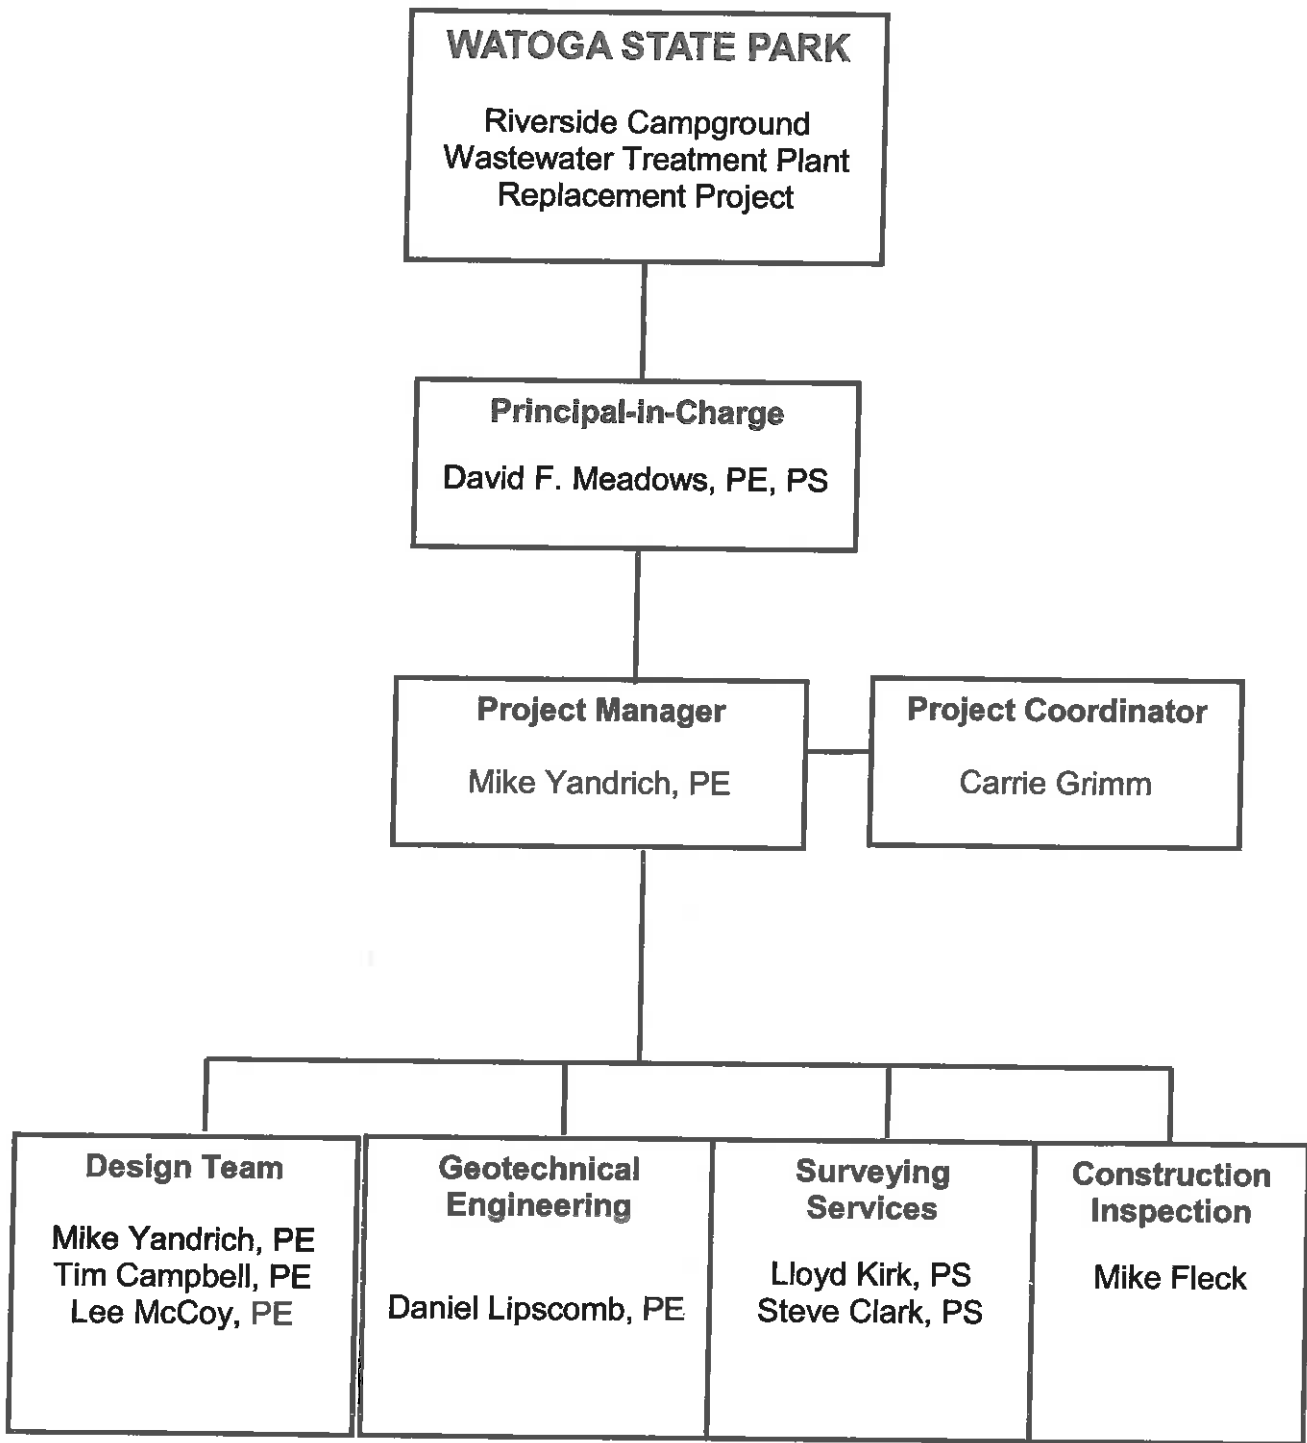 WATOGA STATE PARK
Riverside Campground
Wastewater Treatment Plant
Replacement Project
Principal-in-Charge
David F. Meadows, PE, PS
Project Manager
Mike Yandrich, PE
Project Coordinator
Carrie Grimm
Design Team
Mike Yandrich, PE
Tim Campbell, PE
Lee McCoy, PE
Geotechnical
Engineering
Daniel Lipscomb, PE
Surveying
Services
Lloyd Kirk, PS
Steve Clark, PS
Construction
Inspection
Mike Fleck